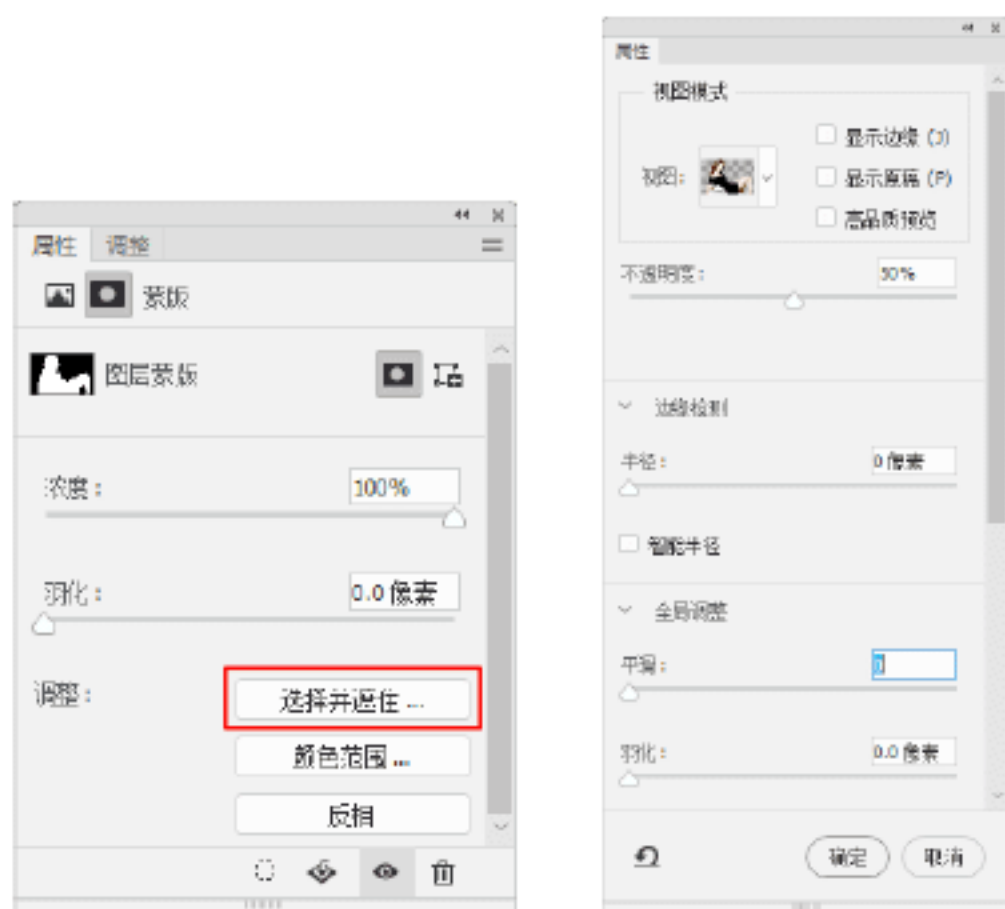 属性 调整
蒙版
图层蒙版
浓度： 100%
羽化： 0.0 像素
调整： 选择并遮住 ...
颜色范围 ...
反相
属性
视图模式
显示边缘 (J)
视图： 显示原稿 (P)
高品质预览
不透明度： 50%
边缘检测
半径： 0 像素
智能半径
全局调整
平滑： 0
羽化： 0.0 像素
确定 取消